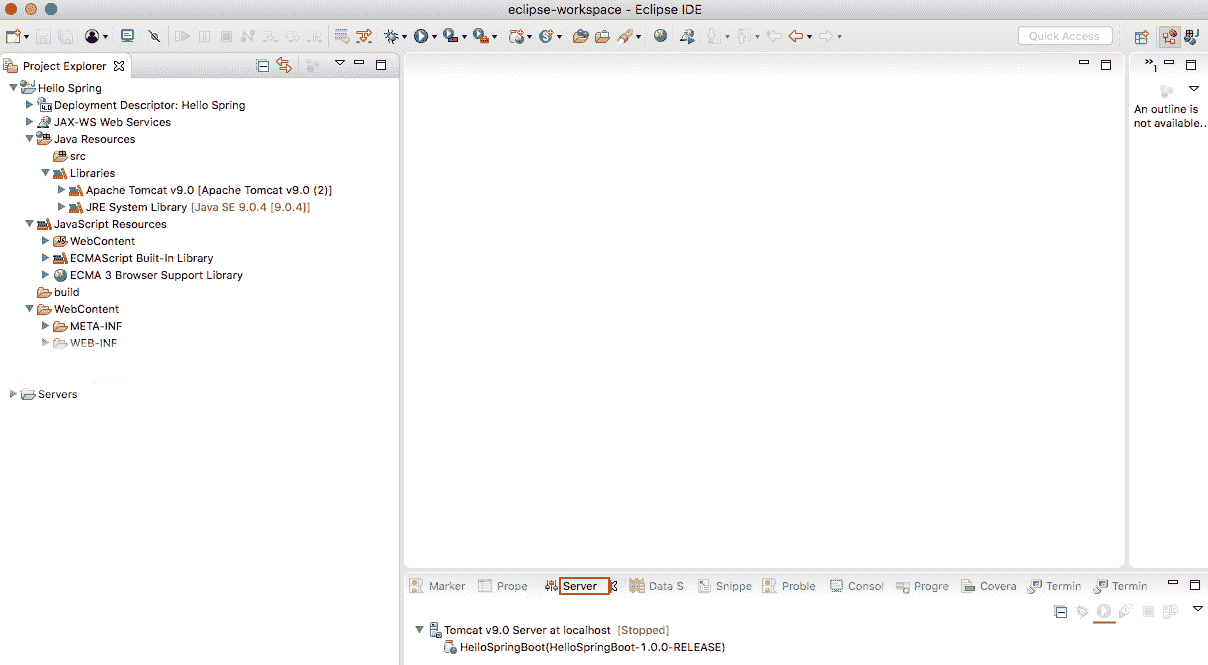 eclipse-workspace - Eclipse IDE
Quick Access
Project Explorer
Hello Spring
Deployment Descriptor: Hello Spring
JAX-WS Web Services
Java Resources
src
Libraries
Apache Tomcat v9.0 [Apache Tomcat v9.0 (2)]
JRE System Library [Java SE 9.0.4 [9.0.4]]
JavaScript Resources
WebContent
ECMAScript Built-In Library
ECMA 3 Browser Support Library
build
WebContent
META-INF
WEB-INF
Servers
1
An outline is
not available..
Marker Prope Server Data S Snippe Proble Consol Progre Covera Termin Termin
Tomcat v9.0 Server at localhost [Stopped]
HelloSpringBoot(HelloSpringBoot-1.0.0-RELEASE)